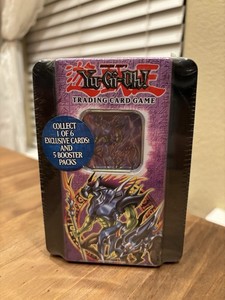 Yu-Gi-Oh!
TRADING CARD GAME
COLLECT
1 OF 6
EXCLUSIVE CARDS!
AND
5 BOOSTER
PACKS